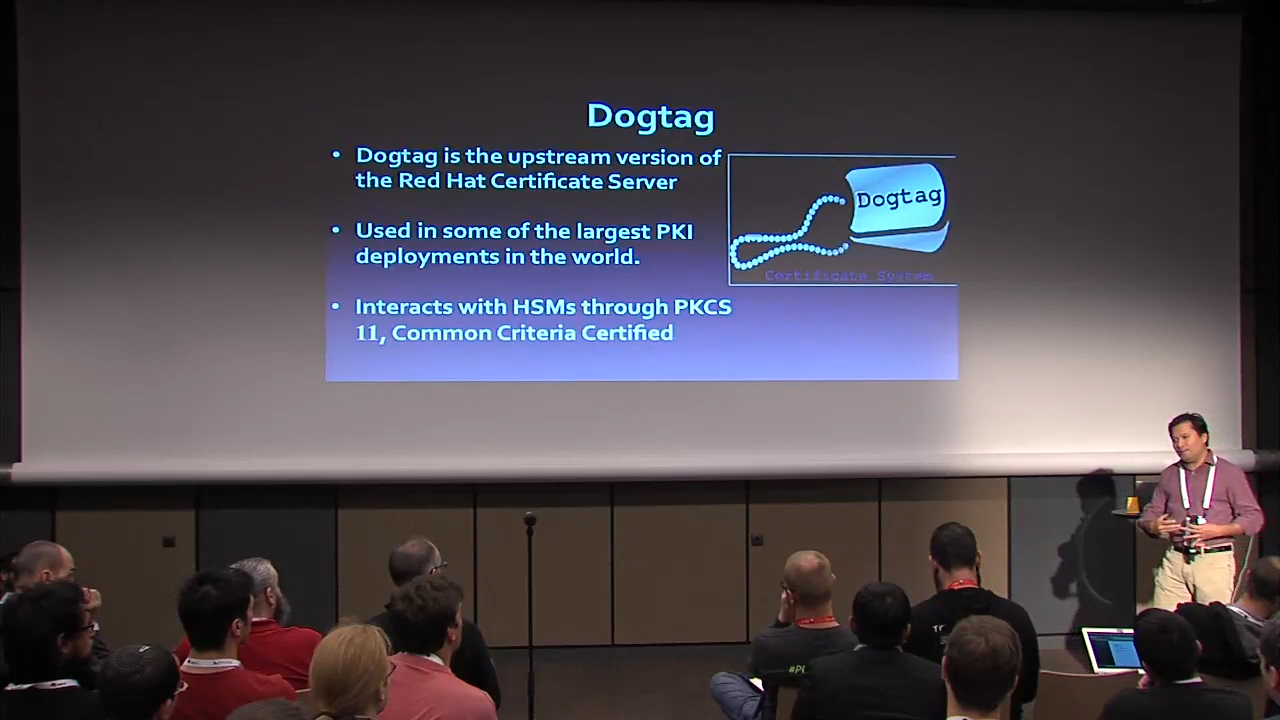 Dogtag
• Dogtag is the upstream version of
the Red Hat Certificate Server
Dogtag
• Used in some of the largest PKI
deployments in the world.
Certificate System
• Interacts with HSMs through PKCS
11, Common Criteria Certified
#PL